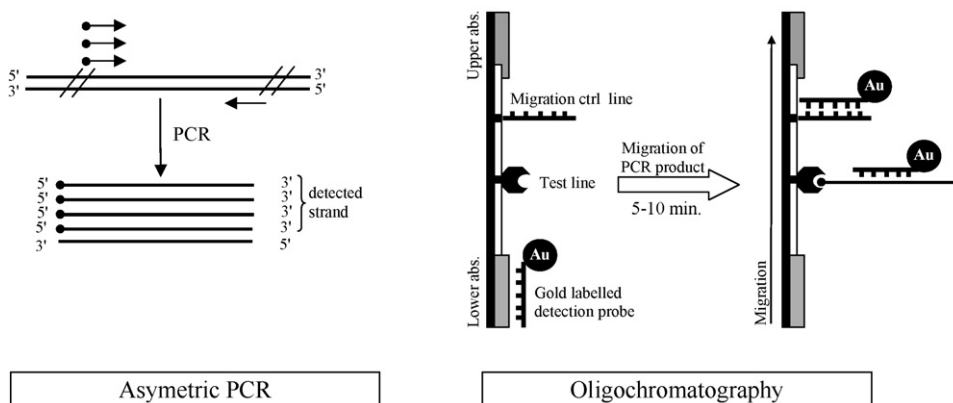 5' 3'
3' 5'
PCR
5' 3'
5' 3'
5' 3'
5' 3'
3' 5'
detected
strand
Asymetric PCR
Upper abs.
Migration ctrl line
Test line
Lower abs.
Au
Gold labelled
detection probe
Migration of
PCR product
5-10 min.
Au
Au
Migration
Oligochromatography